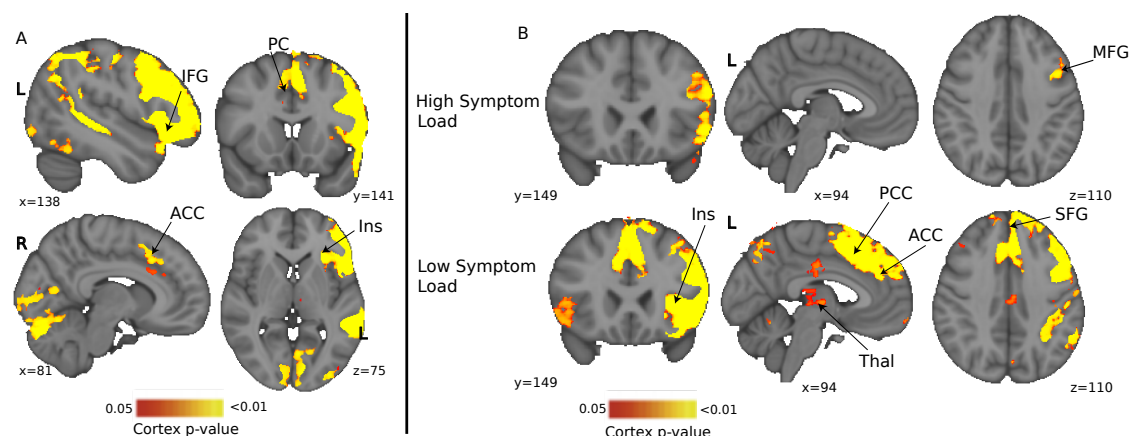 A
PC
IFG
L
x=138
y=141
ACC
Ins
R
L
x=81
z=75
0.05
<0.01
Cortex p-value
B
L
MFG
High Symptom
Load
y=149
x=94
z=110
L
PCC
SFG
Ins
ACC
Low Symptom
Load
Thal
y=149
x=94
z=110
0.05
<0.01
Cortex p-value